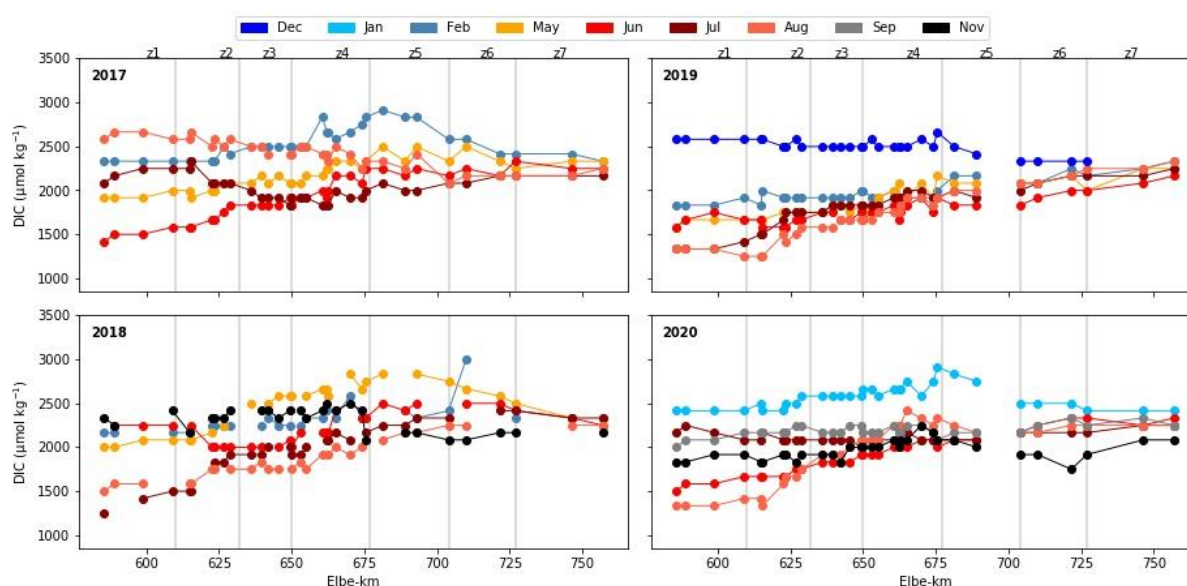 Dec Jan Feb May Jun Jul Aug Sep Nov
z1 z2 z3 z4 z5 z6 z7
z1 z2 z3 z4 z5 z6 z7
2017
3500
3000
2500
2000
1500
1000
DIC (μmol kg⁻¹)
2019
2018
3500
3000
2500
2000
1500
1000
DIC (μmol kg⁻¹)
600 625 650 675 700 725 750
Elbe-km
2020
600 625 650 675 700 725 750
Elbe-km